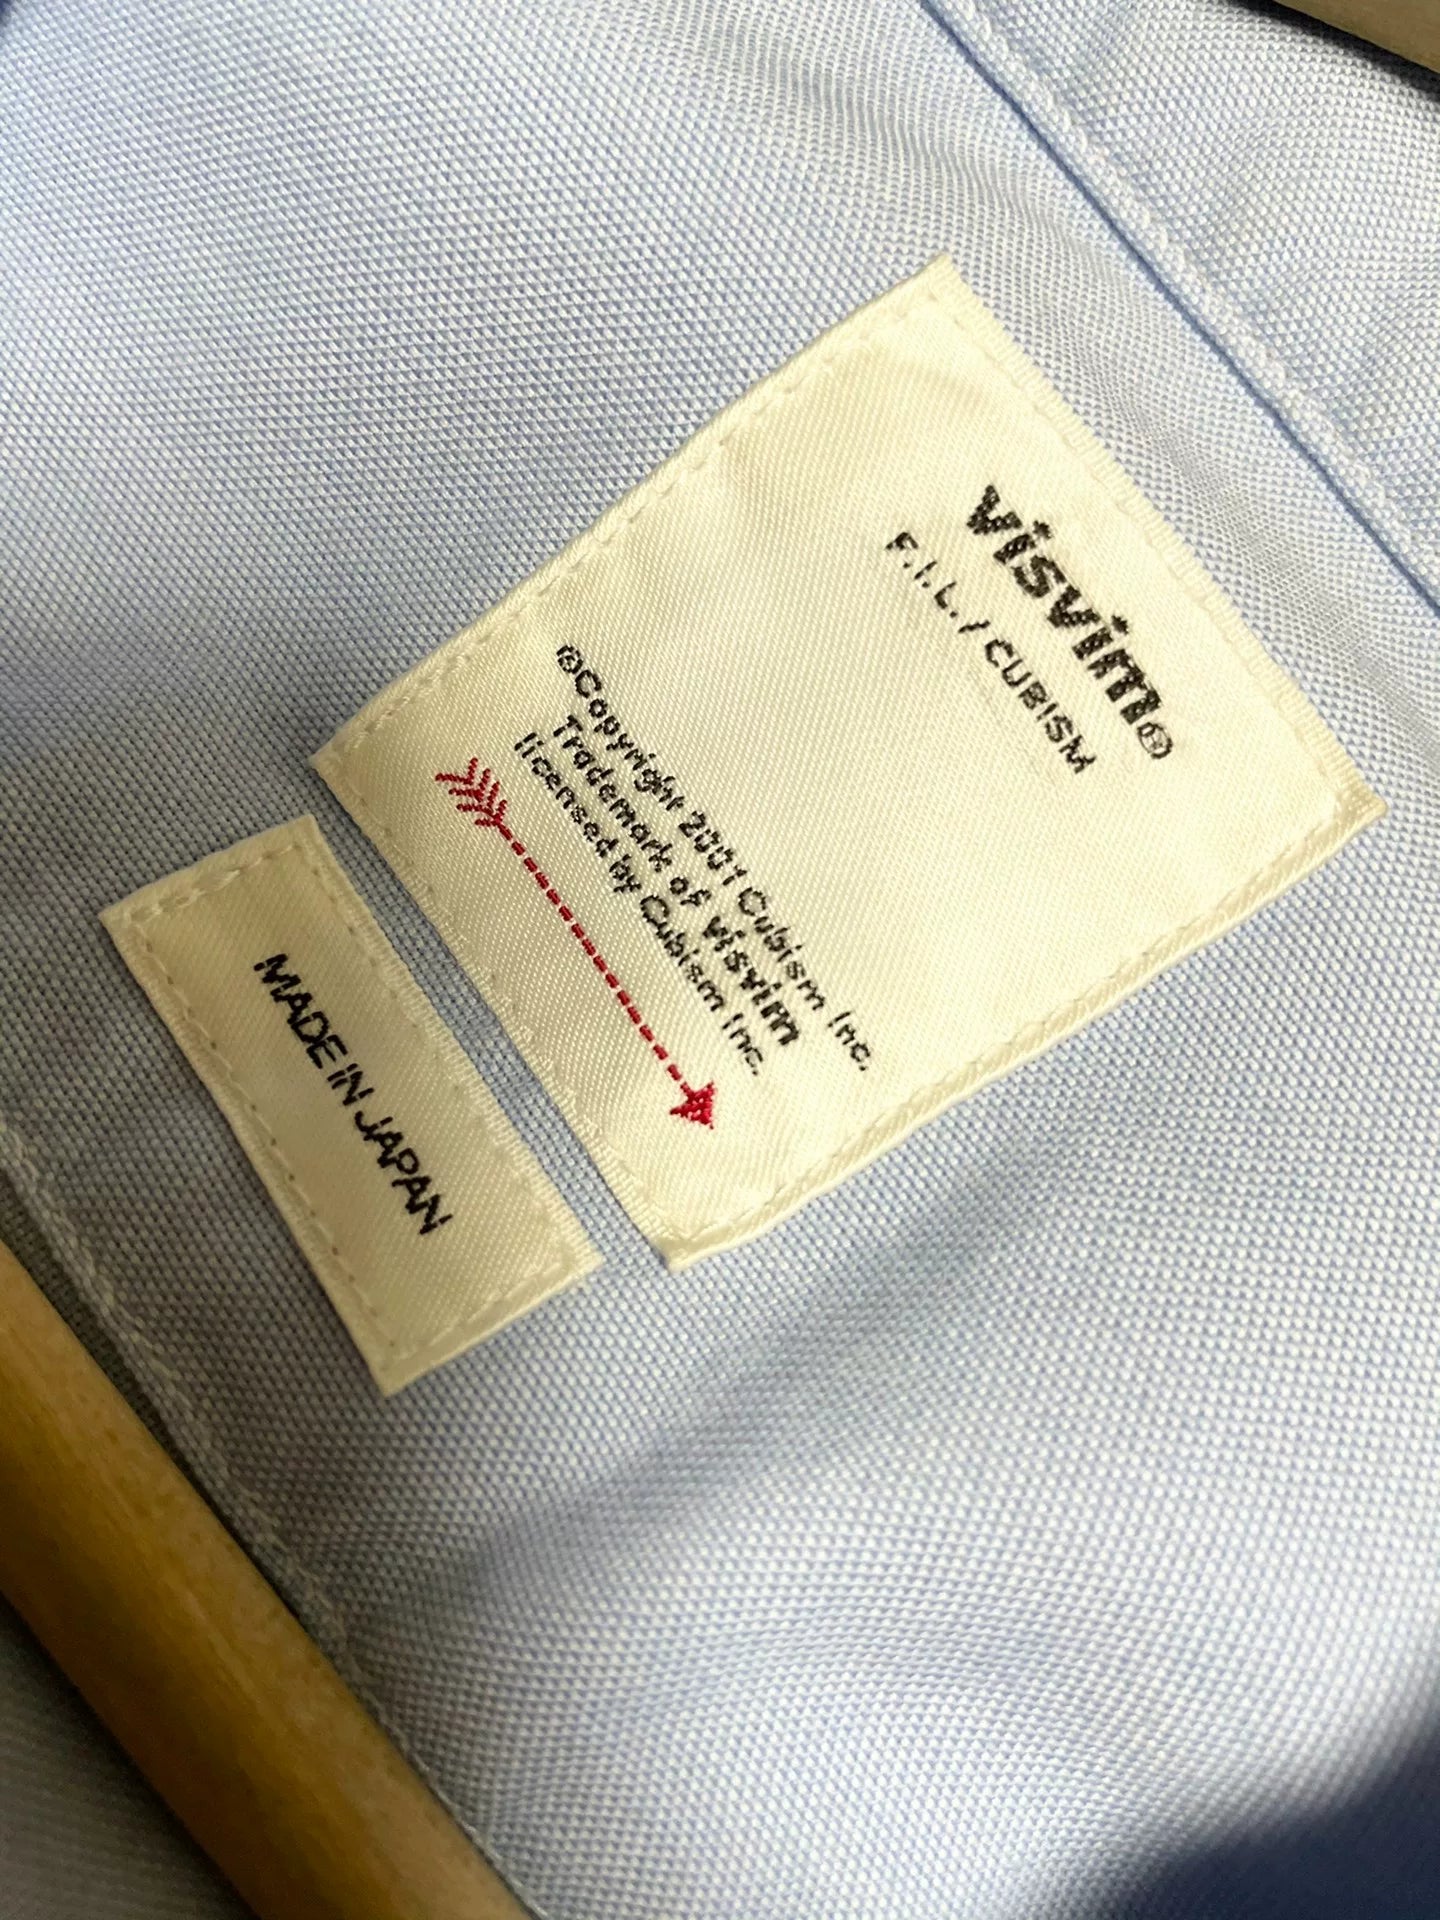 visvim®
F.I.L. / CUBISM
©Copyright 2001 Cubism Inc.
Trademark of visvim
licensed by Cubism Inc.
MADE IN JAPAN